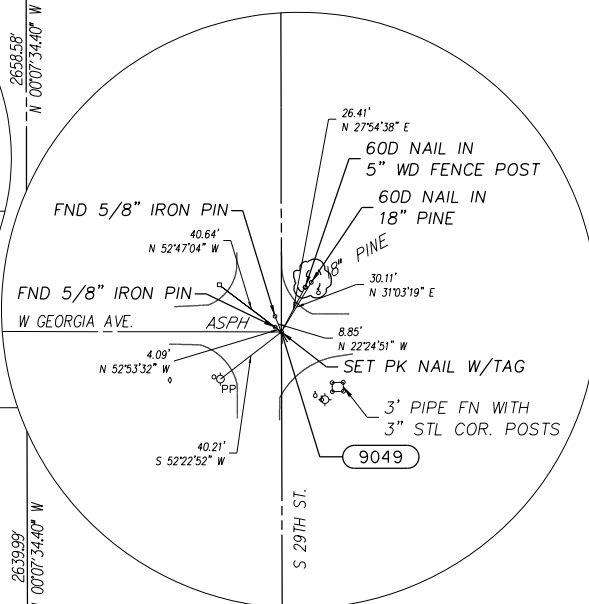 2658.58'
N 00°07'34.40" W
26.41'
N 27°54'38" E
60D NAIL IN
5" WD FENCE POST
60D NAIL IN
18" PINE
FND 5/8" IRON PIN
40.64'
N 52°47'04" W
18" PINE
30.11'
N 31°03'19" E
FND 5/8" IRON PIN
W GEORGIA AVE.
ASPH
8.85'
N 22°24'51" W
4.09'
N 52°53'32" W
SET PK NAIL W/TAG
PP
3' PIPE FN WITH
3" STL COR. POSTS
40.21'
S 52°22'52" W
9049
S 29TH ST.
2639.99'
00°07'34.40" W